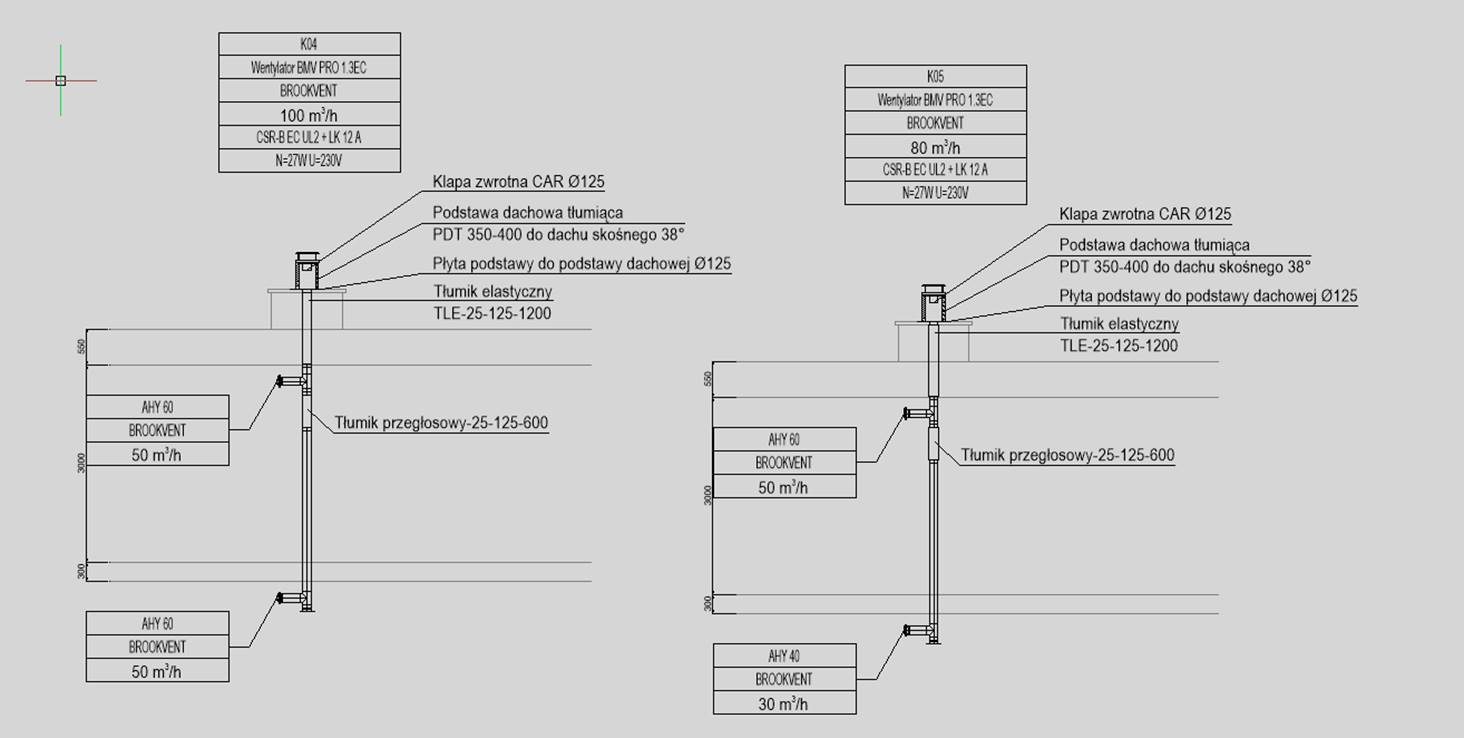 K04
Wentylator BMV PRO 1.3EC
BROOKVENT
100 m³/h
CSR-B EC UL2 + LK 12 A
N=27W U=230V
Klapa zwrotna CAR Ø125
Podstawa dachowa tłumiąca
PDT 350-400 do dachu skośnego 38°
Płyta podstawy do podstawy dachowej Ø125
Tłumik elastyczny
TLE-25-125-1200
550
AHY 60
BROOKVENT
50 m³/h
Tłumik przegłosowy-25-125-600
3000
300
AHY 60
BROOKVENT
50 m³/h
K05
Wentylator BMV PRO 1.3EC
BROOKVENT
80 m³/h
CSR-B EC UL2 + LK 12 A
N=27W U=230V
Klapa zwrotna CAR Ø125
Podstawa dachowa tłumiąca
PDT 350-400 do dachu skośnego 38°
Płyta podstawy do podstawy dachowej Ø125
Tłumik elastyczny
TLE-25-125-1200
550
AHY 60
BROOKVENT
50 m³/h
Tłumik przegłosowy-25-125-600
3000
300
AHY 40
BROOKVENT
30 m³/h